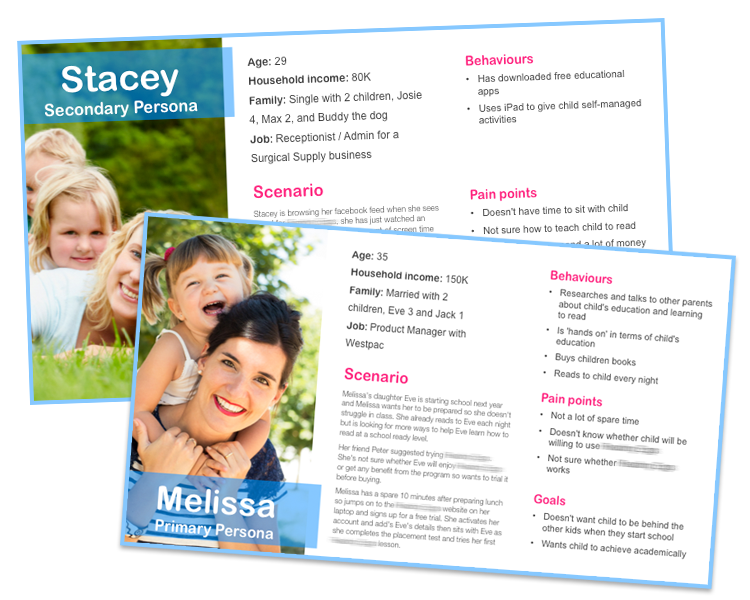 Stacey
Secondary Persona
Age: 29
Household income: 80K
Family: Single with 2 children, Josie
4, Max 2, and Buddy the dog
Job: Receptionist / Admin for a
Surgical Supply business
Scenario
Stacey is browsing her facebook feed when she sees
, she has just watched an
of screen time
Behaviours
• Has downloaded free educational
apps
• Uses iPad to give child self-managed
activities
Pain points
• Doesn't have time to sit with child
• Not sure how to teach child to read
and a lot of money
Melissa
Primary Persona
Age: 35
Household income: 150K
Family: Married with 2
children, Eve 3 and Jack 1
Job: Product Manager with
Westpac
Scenario
Melissa's daughter Eve is starting school next year
and Melissa wants her to be prepared so she doesn't
struggle in class. She already reads to Eve each night
but is looking for more ways to help Eve learn how to
read at a school ready level.
Her friend Peter suggested trying
She's not sure whether Eve will enjoy
or get any benefit from the program so wants to trial it
before buying.
Melissa has a spare 10 minutes after preparing lunch
so jumps on to the website on her
laptop and signs up for a free trial. She activates her
account and add's Eve's details then sits with Eve as
she completes the placement test and tries her first
lesson.
Behaviours
• Researches and talks to other parents
about child's education and learning
to read
• Is 'hands on' in terms of child's
education
• Buys children books
• Reads to child every night
Pain points
• Not a lot of spare time
• Doesn't know whether child will be
willing to use
• Not sure whether
works
Goals
• Doesn't want child to be behind the
other kids when they start school
• Wants child to achieve academically